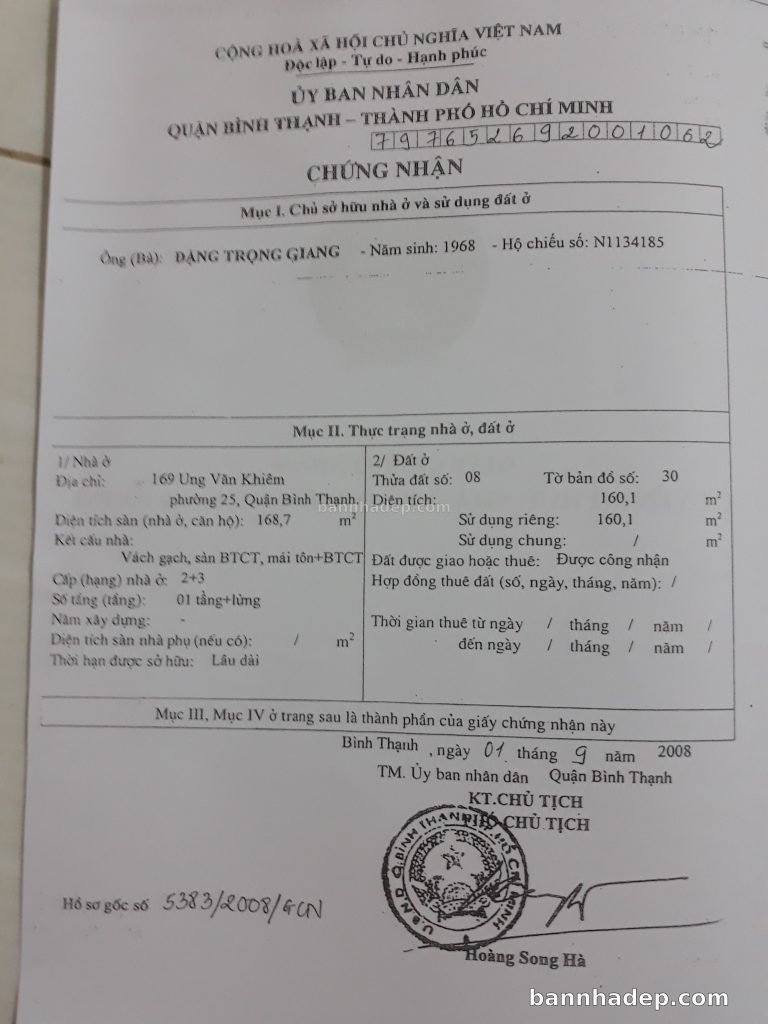 CỘNG HOÀ XÃ HỘI CHỦ NGHĨA VIỆT NAM
Độc lập - Tự do - Hạnh phúc
ỦY BAN NHÂN DÂN
QUẬN BÌNH THẠNH – THÀNH PHỐ HỒ CHÍ MINH
797652692001062
CHỨNG NHẬN
Mục I. Chủ sở hữu nhà ở và sử dụng đất ở
Ông (Bà): ĐẶNG TRỌNG GIANG - Năm sinh: 1968 - Hộ chiếu số: N1134185
Mục II. Thực trạng nhà ở, đất ở
1/ Nhà ở
Địa chỉ: 169 Ung Văn Khiêm
phường 25, Quận Bình Thạnh
Diện tích sàn (nhà ở, căn hộ): 168,7 m²
Kết cấu nhà:
Vách gạch, sàn BTCT, mái tôn+BTCT
Cấp (hạng) nhà ở: 2+3
Số tầng (tầng): 01 tầng+lửng
Năm xây dựng: -
Diện tích sàn nhà phụ (nếu có): / m²
Thời hạn được sở hữu: Lâu dài
2/ Đất ở
Thửa đất số: 08 Tờ bản đồ số: 30
Diện tích: 160,1 m²
Sử dụng riêng: 160,1 m²
Sử dụng chung: / m²
Đất được giao hoặc thuê: Được công nhận
Hợp đồng thuê đất (số, ngày, tháng, năm): /
Thời gian thuê từ ngày / tháng / năm /
đến ngày / tháng / năm /
bannhadep.com
Mục III, Mục IV ở trang sau là thành phần của giấy chứng nhận này
Bình Thạnh , ngày 01 tháng 9 năm 2008
TM. Ủy ban nhân dân Quận Bình Thạnh
KT.CHỦ TỊCH
PHÓ CHỦ TỊCH
U.B.N.D Q.BÌNH THẠNH T.P HỒ CHÍ MINH
Hồ sơ gốc số 5383/2008/GCN
Hoàng Song Hà
bannhadep.com